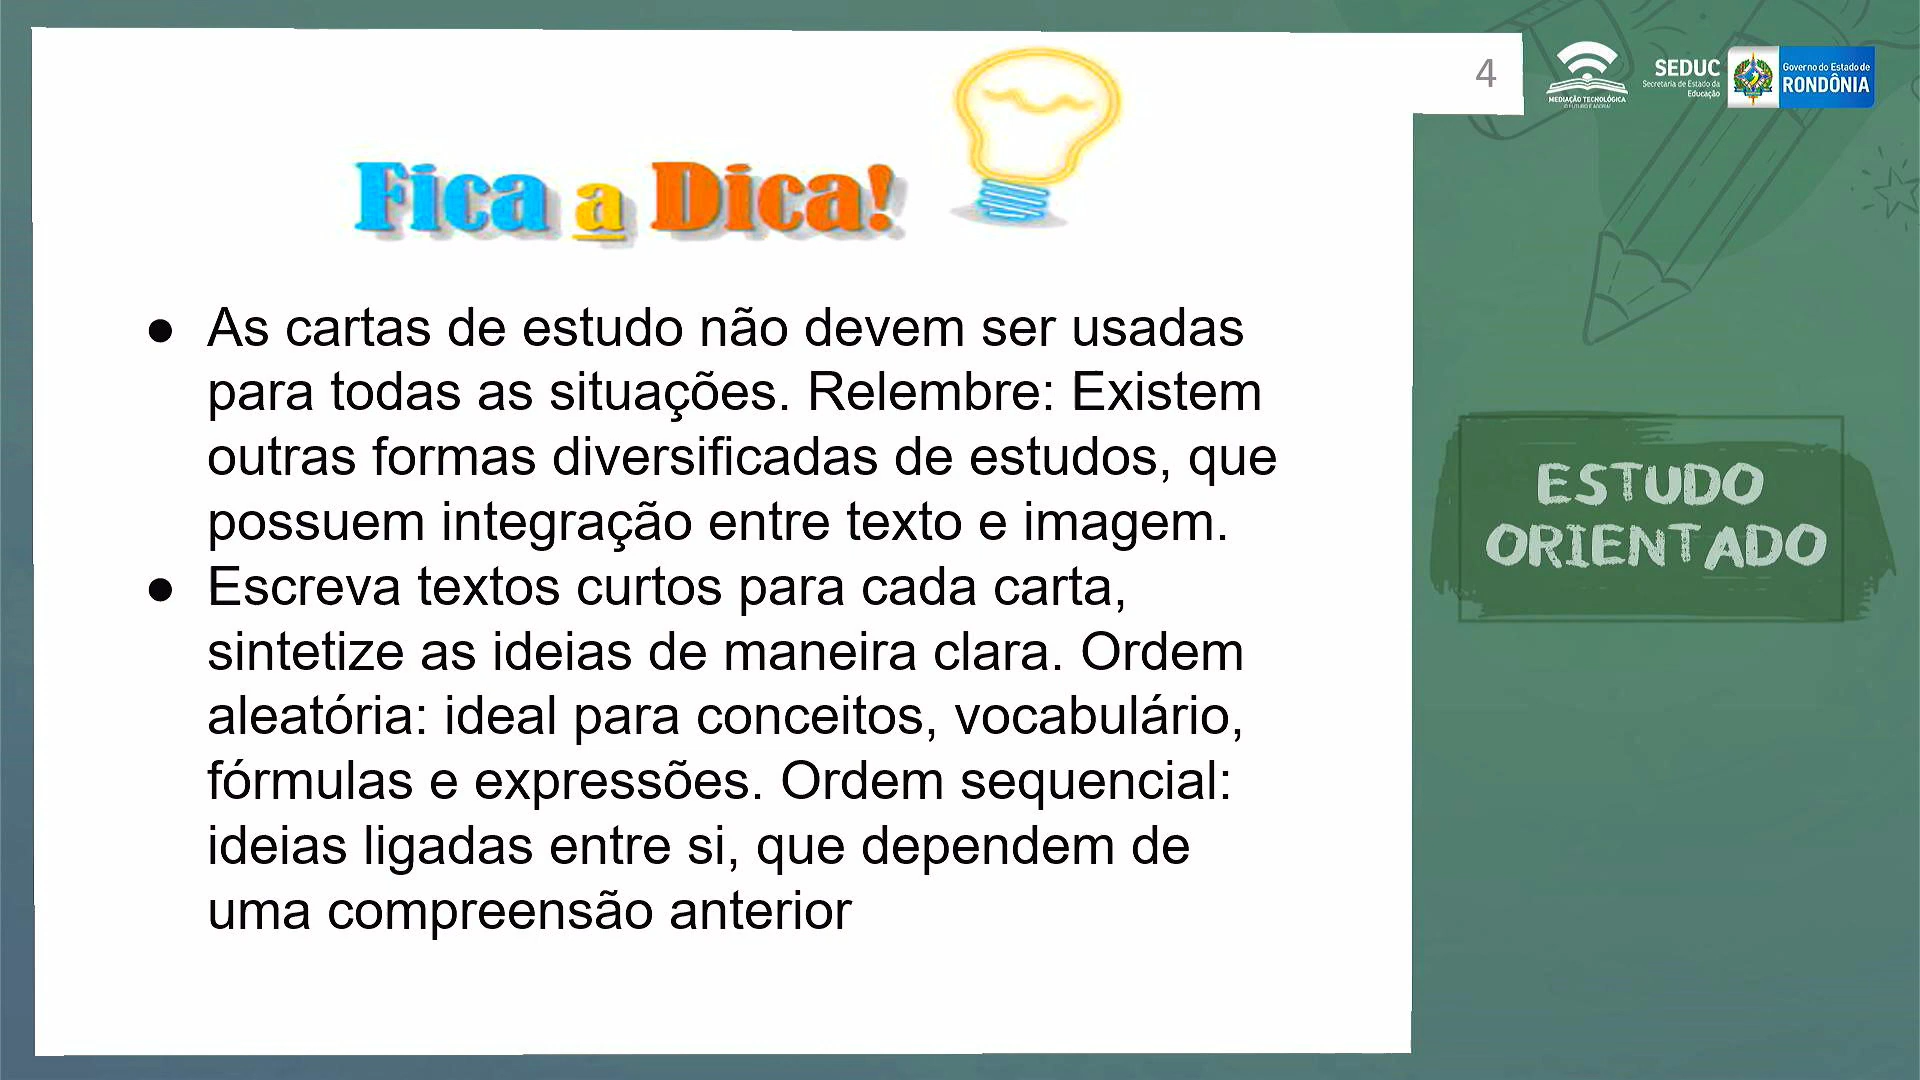 4
MEDIAÇÃO TECNOLÓGICA
SEDUC
Secretaria de Estado da
Educação
Governo do Estado de
RONDÔNIA
Fica a Dica!
● As cartas de estudo não devem ser usadas
para todas as situações. Relembre: Existem
outras formas diversificadas de estudos, que
possuem integração entre texto e imagem.
● Escreva textos curtos para cada carta,
sintetize as ideias de maneira clara. Ordem
aleatória: ideal para conceitos, vocabulário,
fórmulas e expressões. Ordem sequencial:
ideias ligadas entre si, que dependem de
uma compreensão anterior
ESTUDO
ORIENTADO